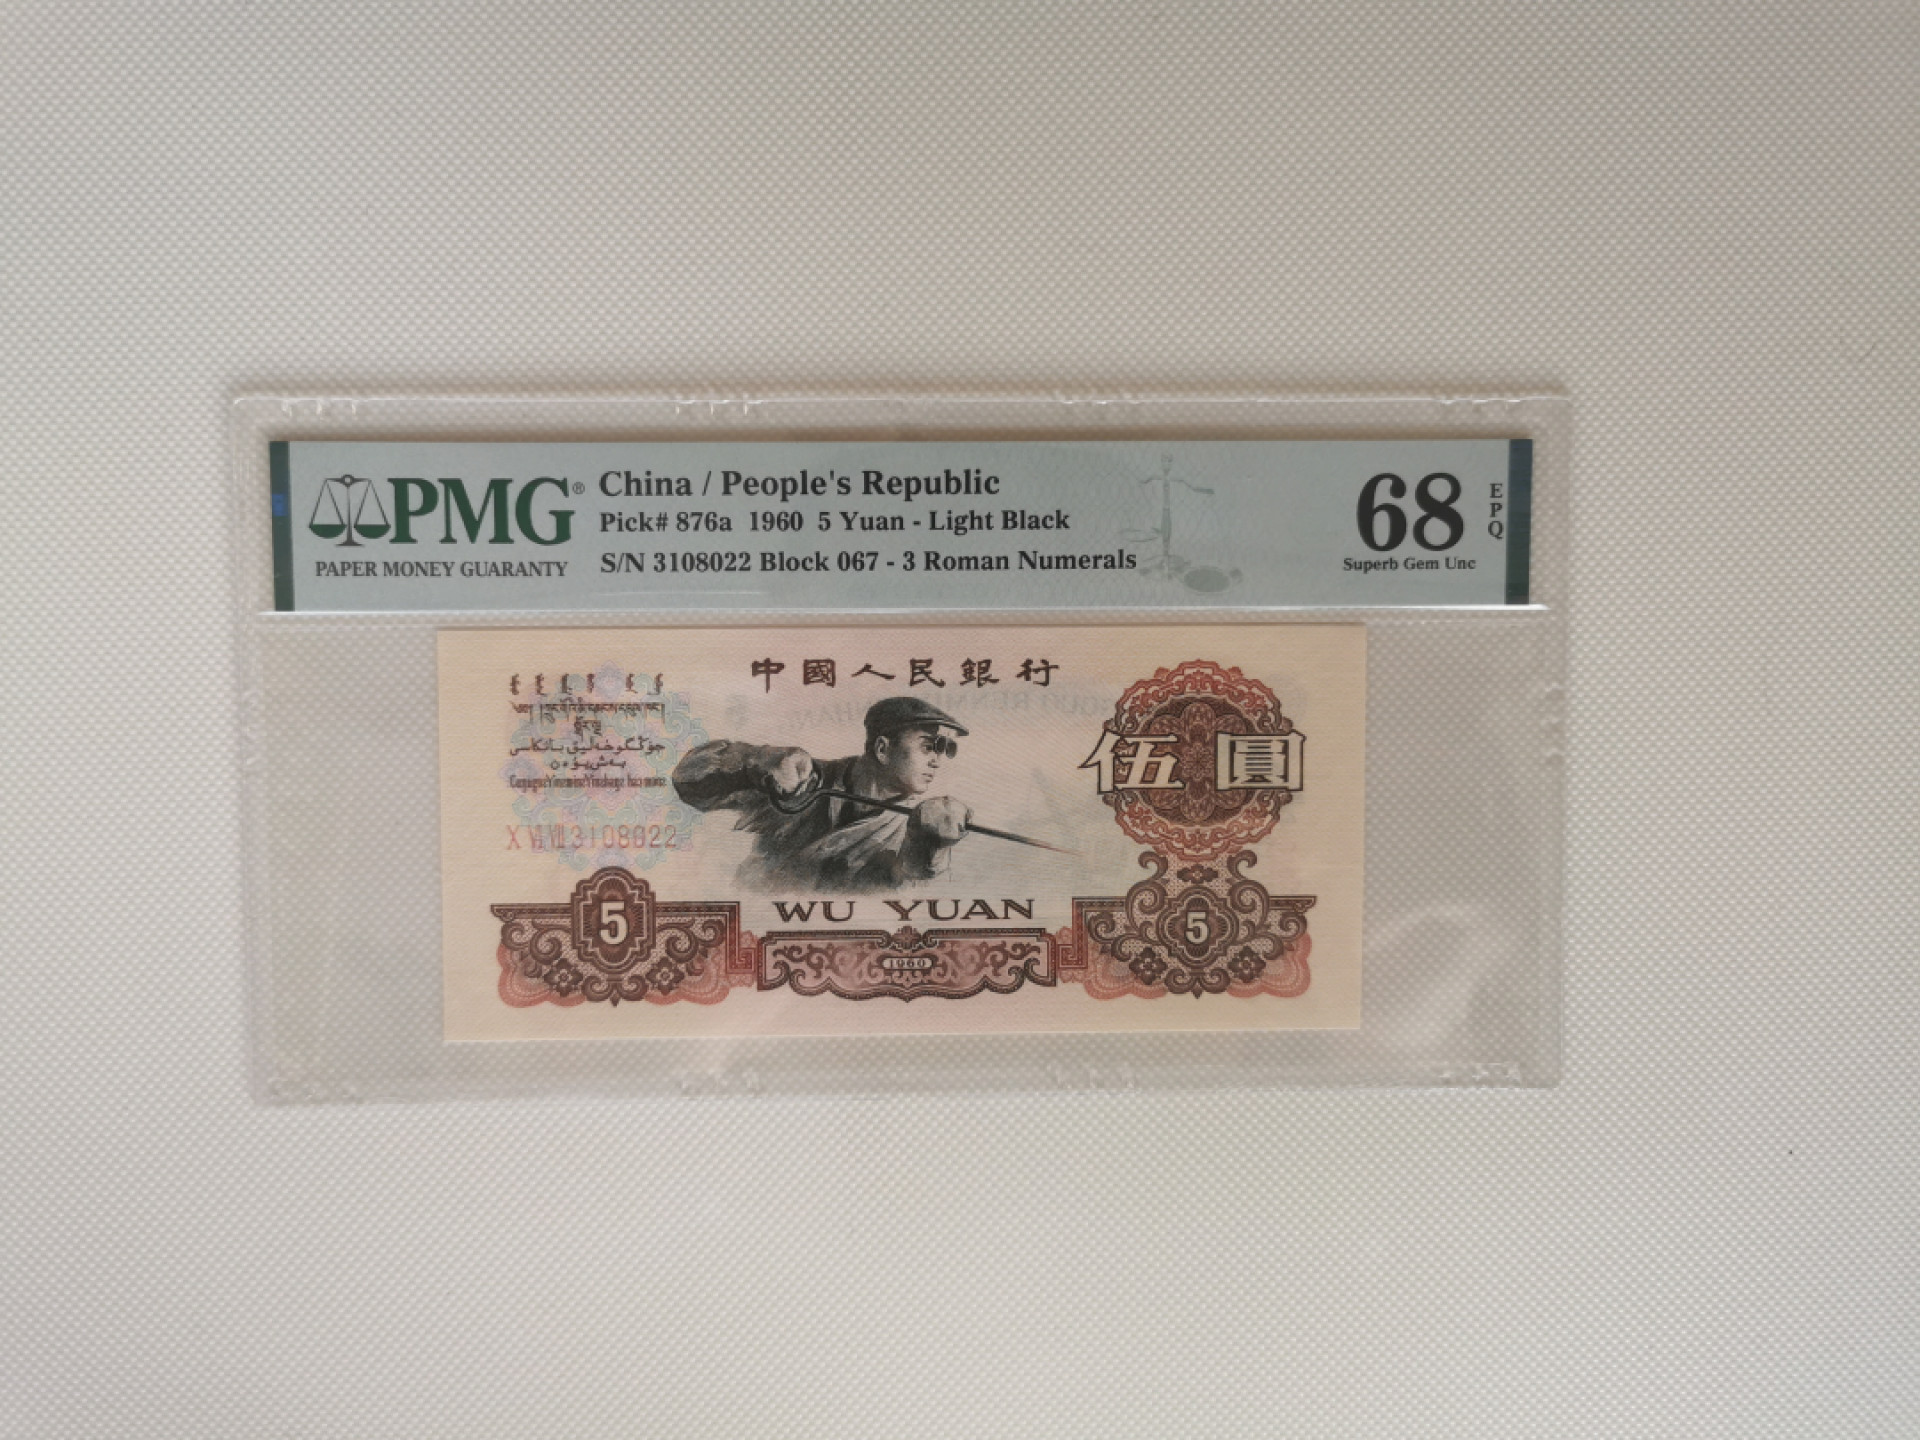 PMG®
PAPER MONEY GUARANTY
China / People's Republic
Pick# 876a 1960 5 Yuan - Light Black
S/N 3108022 Block 067 - 3 Roman Numerals
68
EPQ
Superb Gem Unc
中國人民銀行
伍圓
X VI VIII 3108022
WU YUAN
5
1960
5